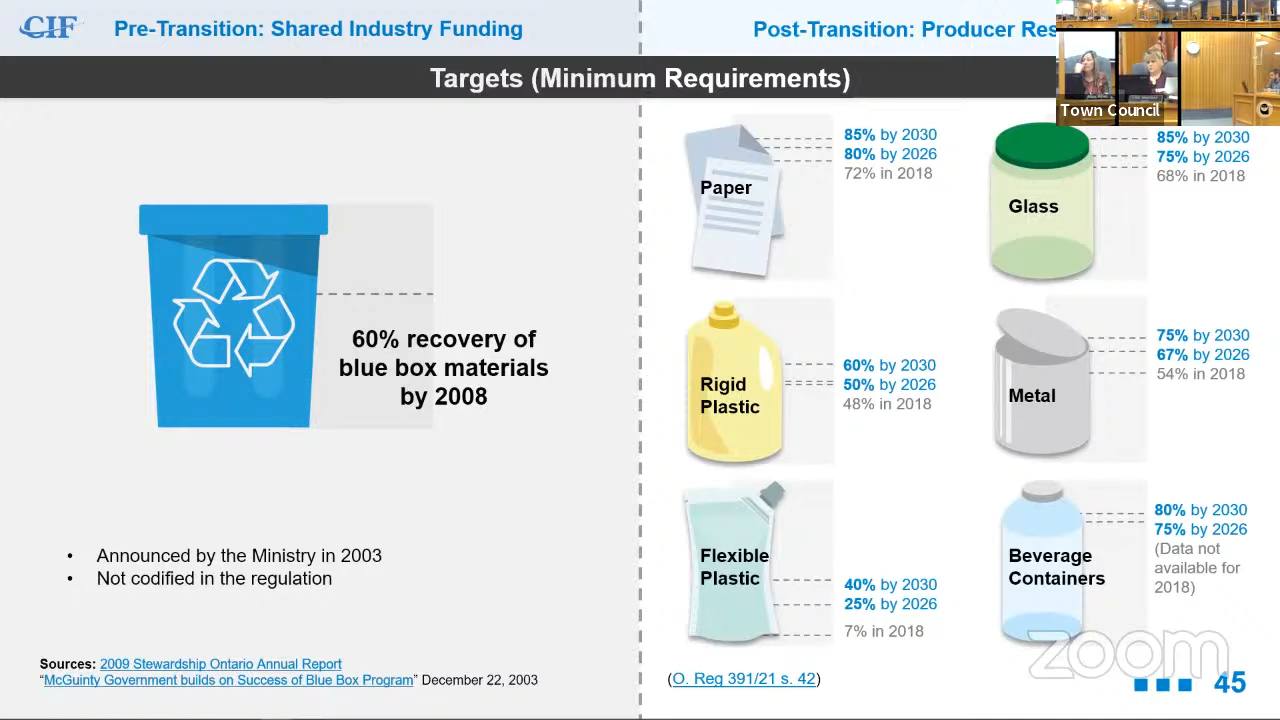 CIF
Pre-Transition: Shared Industry Funding
Post-Transition: Producer Res
Targets (Minimum Requirements)
Town Council
60% recovery of
blue box materials
by 2008
• Announced by the Ministry in 2003
• Not codified in the regulation
Sources: 2009 Stewardship Ontario Annual Report
“McGuinty Government builds on Success of Blue Box Program” December 22, 2003
Paper
85% by 2030
80% by 2026
72% in 2018
Glass
85% by 2030
75% by 2026
68% in 2018
Rigid
Plastic
60% by 2030
50% by 2026
48% in 2018
Metal
75% by 2030
67% by 2026
54% in 2018
Flexible
Plastic
40% by 2030
25% by 2026
7% in 2018
Beverage
Containers
80% by 2030
75% by 2026
(Data not
available for
2018)
(O. Reg 391/21 s. 42)
zoom
45